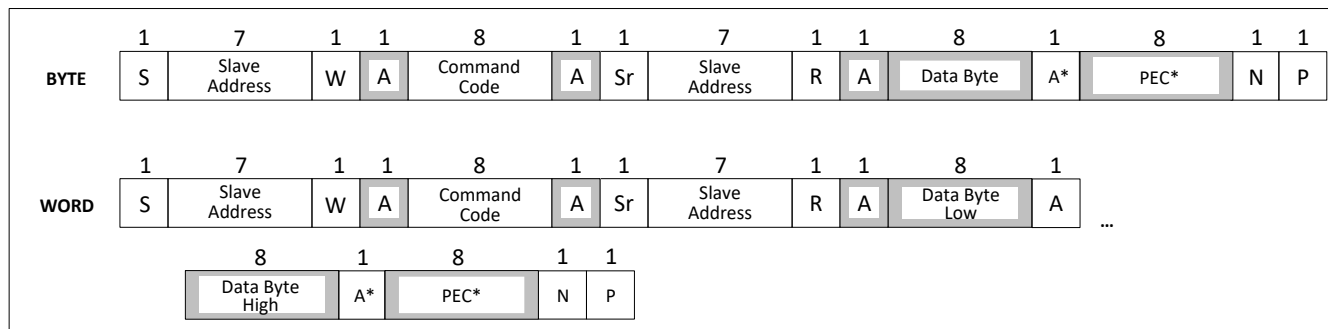 1 7 1 1 8 1 1 7 1 1 8 1 8 1 1
BYTE S Slave Address W A Command Code A Sr Slave Address R A Data Byte A* PEC* N P
1 7 1 1 8 1 1 7 1 1 8 1
WORD S Slave Address W A Command Code A Sr Slave Address R A Data Byte Low A ...
8 1 8 1 1
Data Byte High A* PEC* N P